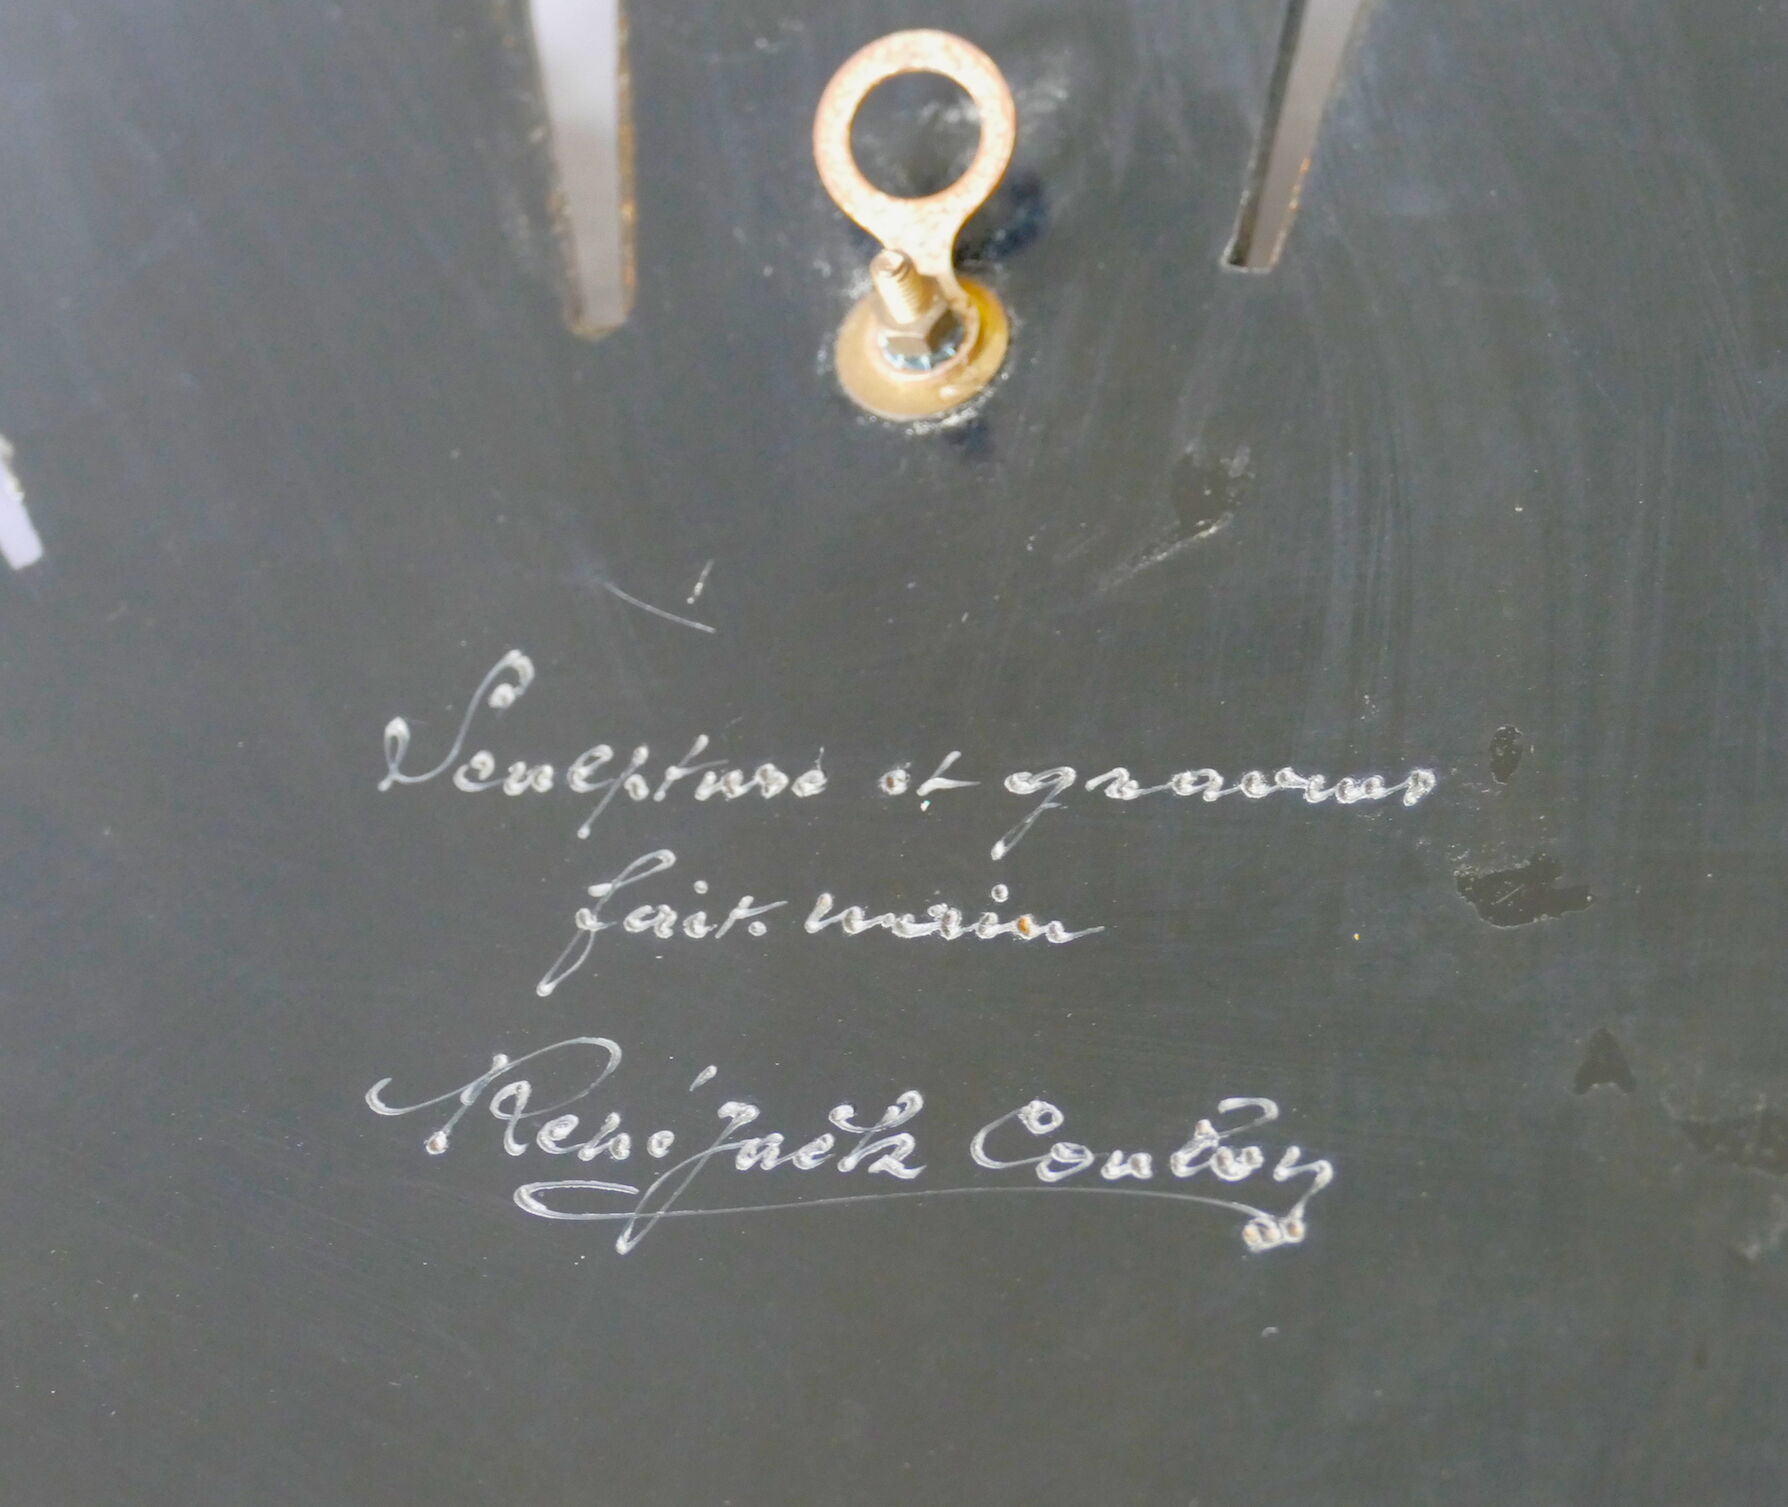 Sculpture et gravure
fait. main
René jack Coulon